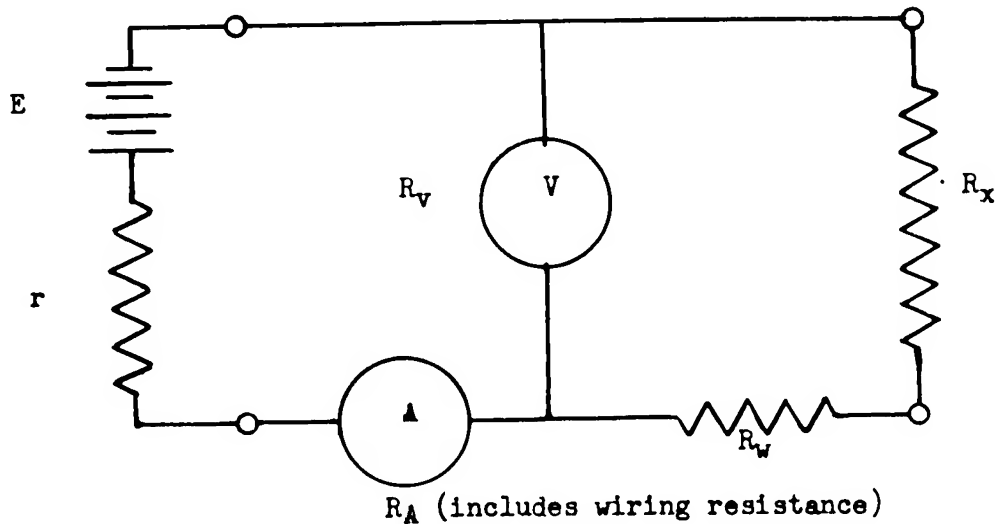 E
R_v
V
R_x
r
A
R_w
R_A (includes wiring resistance)